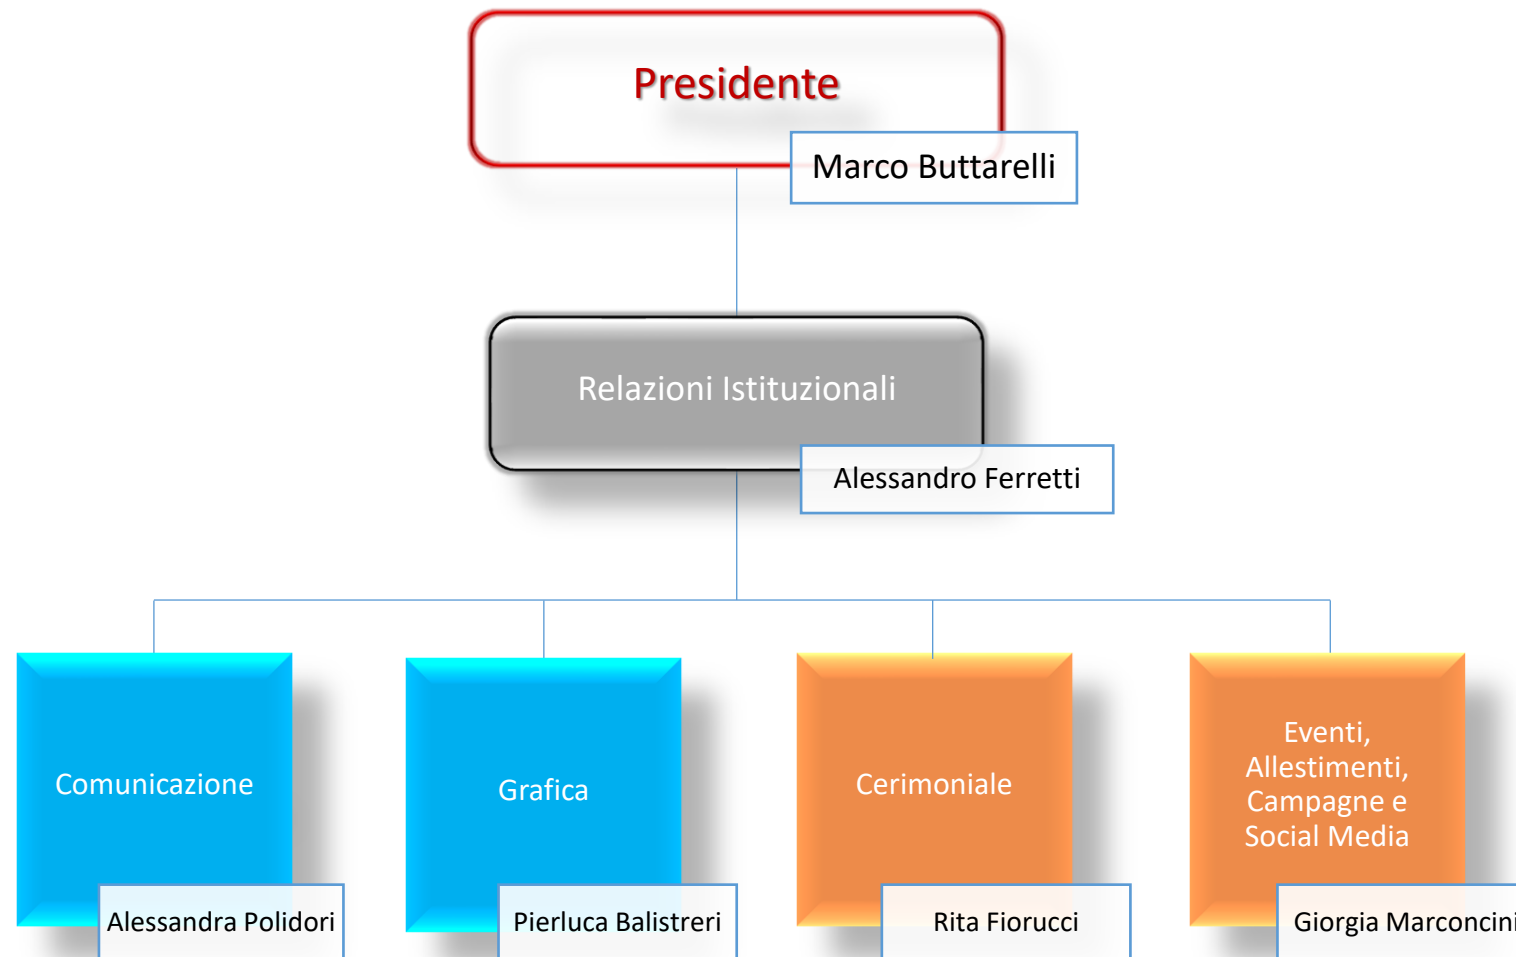 Presidente
Marco Buttarelli
Relazioni Istituzionali
Alessandro Ferretti
Comunicazione
Alessandra Polidori
Grafica
Pierluca Balistreri
Cerimoniale
Rita Fiorucci
Eventi,
Allestimenti,
Campagne e
Social Media
Giorgia Marconcini